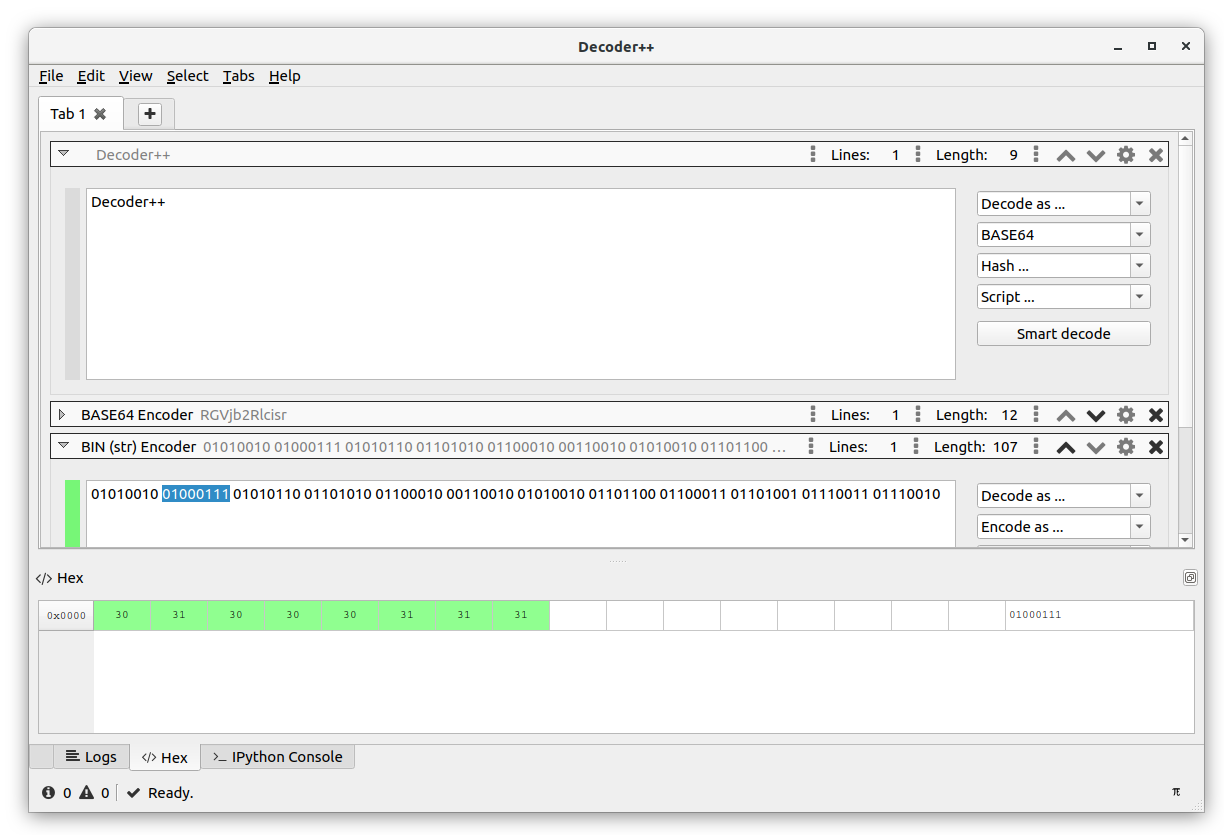 Decoder++
File Edit View Select Tabs Help
Tab 1
Decoder++ Lines: 1 Length: 9
Decoder++
Decode as ...
BASE64
Hash ...
Script ...
Smart decode
BASE64 Encoder RGVjb2Rlcisr Lines: 1 Length: 12
BIN (str) Encoder 01010010 01000111 01010110 01101010 01100010 00110010 01010010 01101100 ... Lines: 1 Length: 107
01010010 01000111 01010110 01101010 01100010 00110010 01010010 01101100 01100011 01101001 01110011 01110010
Decode as ...
Encode as ...
</> Hex
0x0000 30 31 30 30 30 31 31 31 01000111
Logs </> Hex >_ IPython Console
0 0 Ready. π